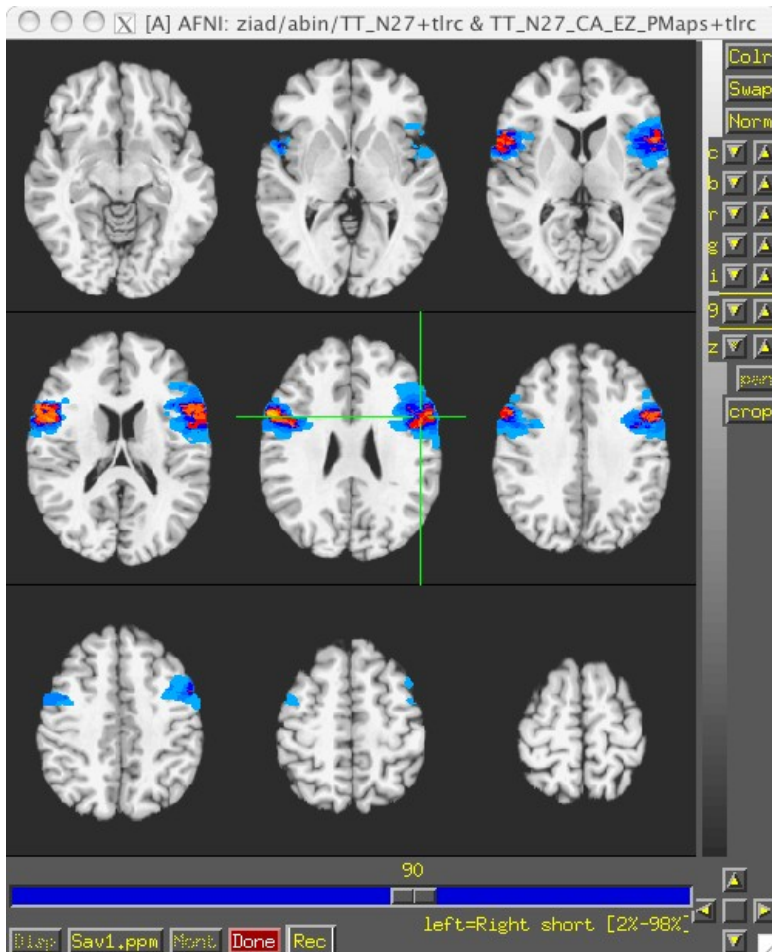 X [A] AFNI: ziad/abin/TT_N27+tlrc & TT_N27_CA_EZ_PMaps+tlrc
Colr
Swap
Norm
c
b
r
g
i
9
z
pan
crop
90
left=Right short [2%-98%]
Disp Sav1.ppm Mont Done Rec